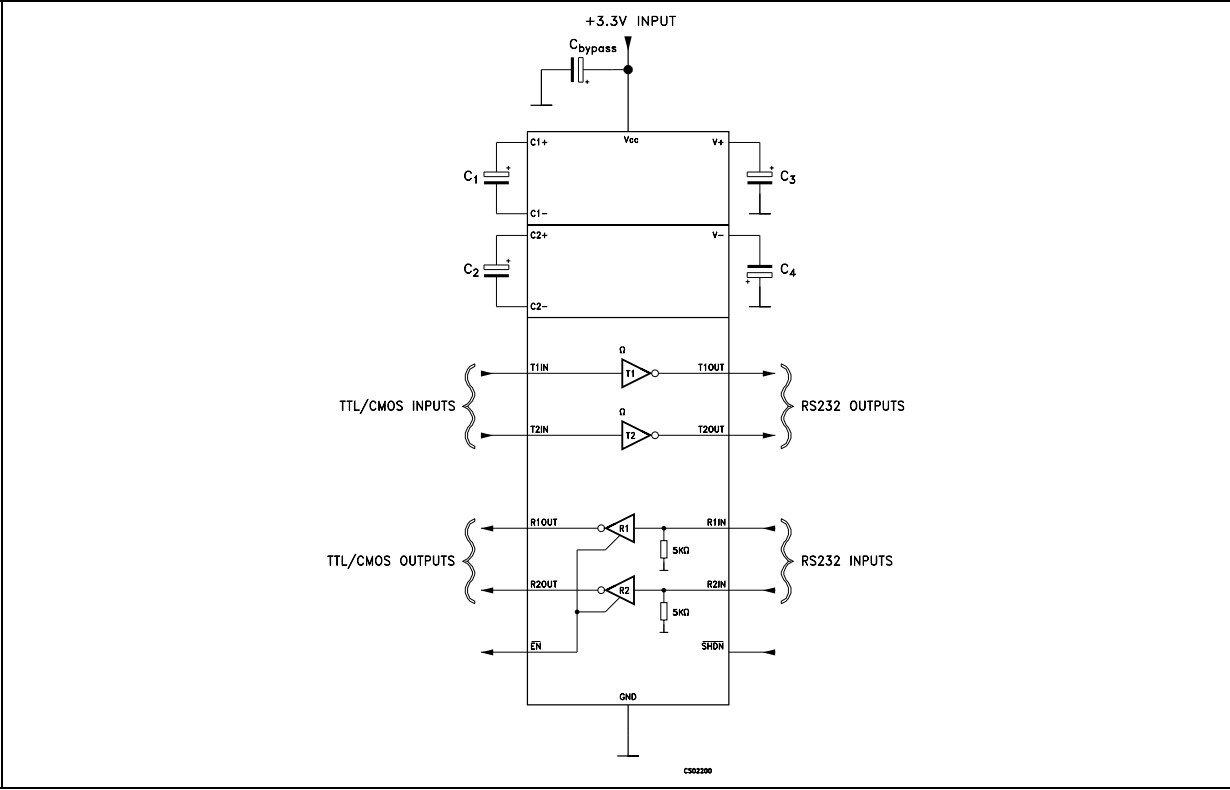 +3.3V INPUT
Cbypass
+
C1+
Vcc
V+
C1
+
+
C3
C1-
C2+
V-
C2
+
C4
+
C2-
Ω
T1IN
T1
T1OUT
TTL/CMOS INPUTS
RS232 OUTPUTS
Ω
T2IN
T2
T2OUT
R1OUT
R1
R1IN
5KΩ
TTL/CMOS OUTPUTS
RS232 INPUTS
R2OUT
R2
R2IN
5KΩ
EN
SHDN
GND
CS02200